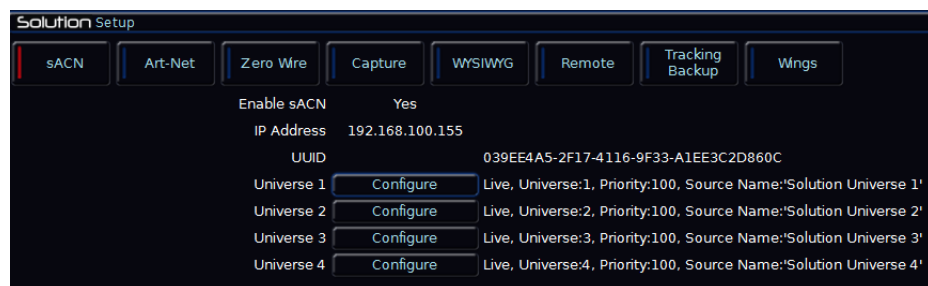 Solution Setup
sACN Art-Net Zero Wire Capture WYSIWYG Remote Tracking Backup Wings
Enable sACN Yes
IP Address 192.168.100.155
UUID 039EE4A5-2F17-4116-9F33-A1EE3C2D860C
Universe 1 Configure Live, Universe:1, Priority:100, Source Name:'Solution Universe 1'
Universe 2 Configure Live, Universe:2, Priority:100, Source Name:'Solution Universe 2'
Universe 3 Configure Live, Universe:3, Priority:100, Source Name:'Solution Universe 3'
Universe 4 Configure Live, Universe:4, Priority:100, Source Name:'Solution Universe 4'